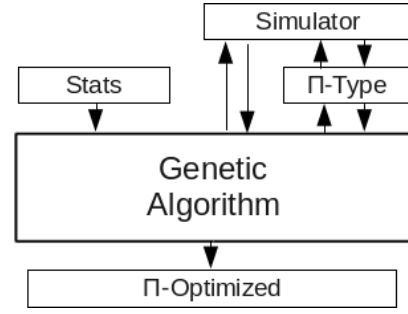 Simulator
Stats
Π-Type
Genetic
Algorithm
Π-Optimized